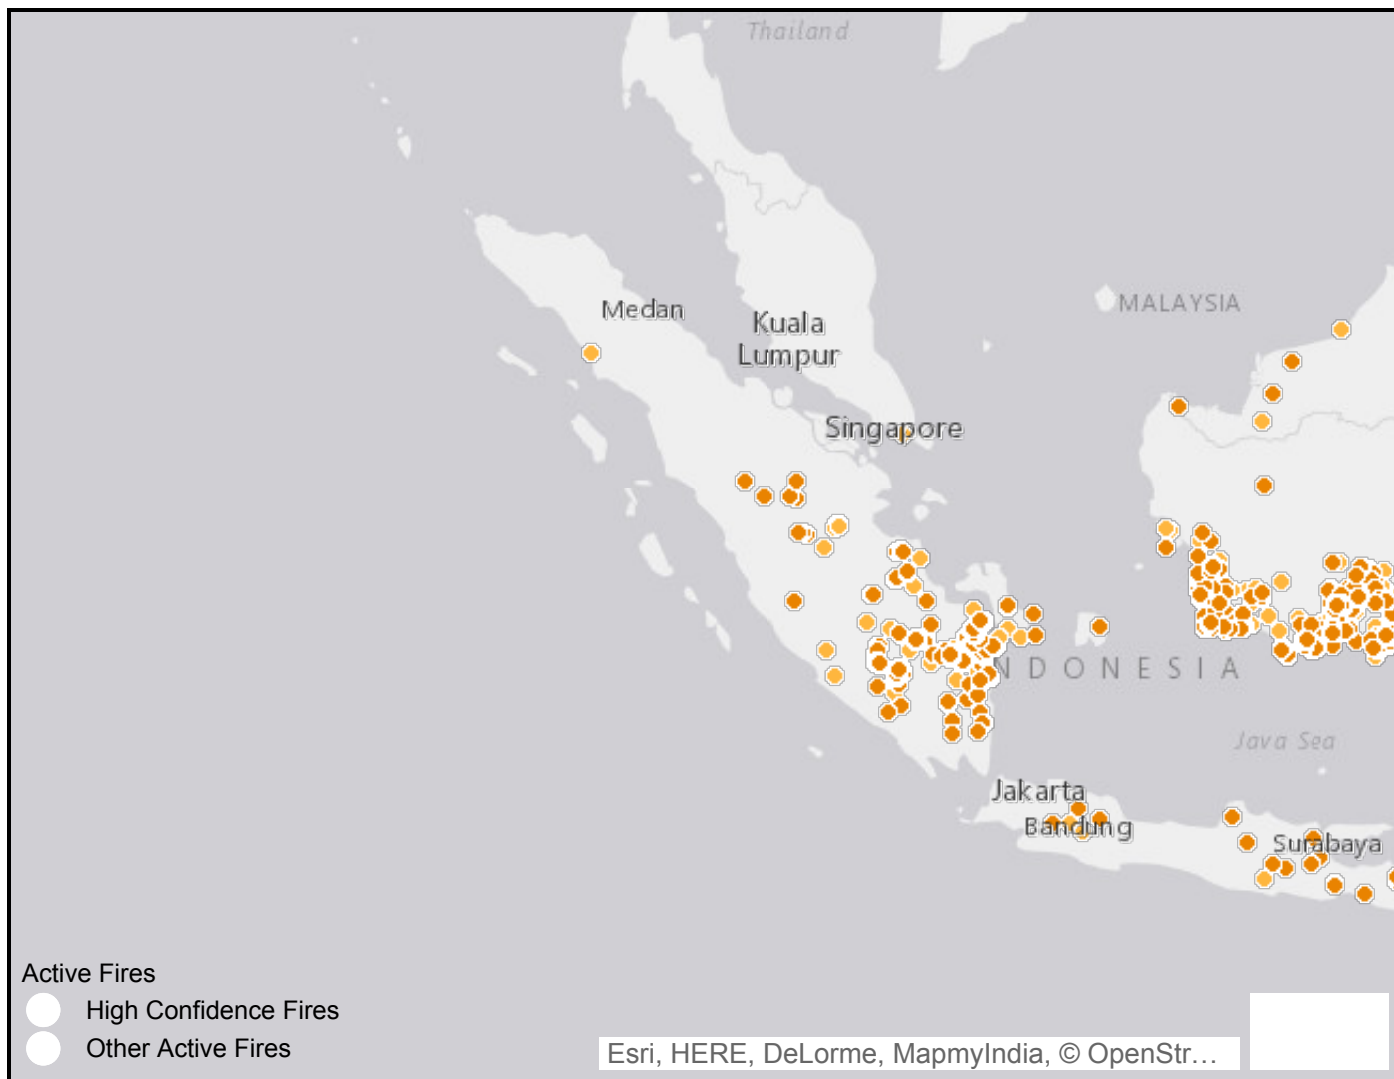 Thailand
Medan
MALAYSIA
Kuala
Lumpur
Singapore
NDONESIA
Java Sea
Jakarta
Bandung
Surabaya
Active Fires
High Confidence Fires
Other Active Fires
Esri, HERE, DeLorme, MapmyIndia, © OpenStr…